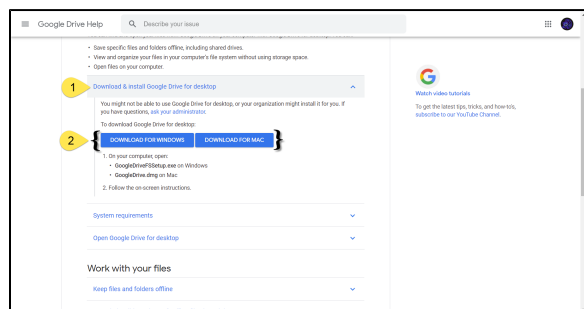 Google Drive Help
Describe your issue
Save specific files and folders offline, including shared drives.
View and organize your files in your computer's file system without using storage space.
Open files on your computer.
1
Download & install Google Drive for desktop
You might not be able to use Google Drive for desktop, or your organization might install it for you. If
you have questions, ask your administrator.
To download Google Drive for desktop:
2
{ DOWNLOAD FOR WINDOWS DOWNLOAD FOR MAC }
1. On your computer, open:
GoogleDriveFSSetup.exe on Windows
GoogleDrive.dmg on Mac
2. Follow the on-screen instructions.
System requirements
Open Google Drive for desktop
Work with your files
Keep files and folders offline
G
Watch video tutorials
To get the latest tips, tricks, and how-to's,
subscribe to our YouTube Channel.